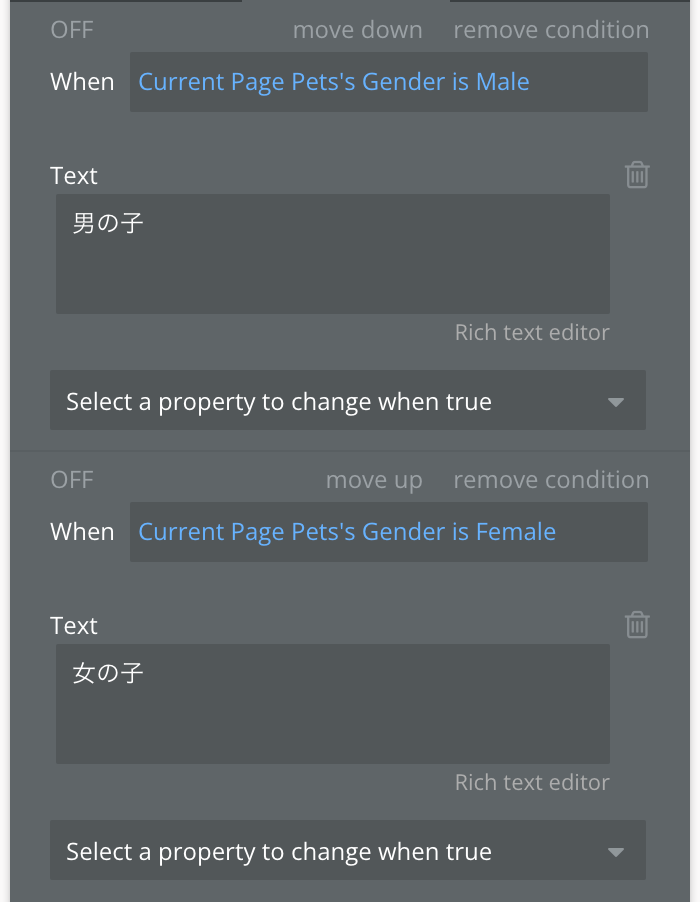 OFF move down remove condition
When Current Page Pets's Gender is Male
Text
男の子
Rich text editor
Select a property to change when true
OFF move up remove condition
When Current Page Pets's Gender is Female
Text
女の子
Rich text editor
Select a property to change when true